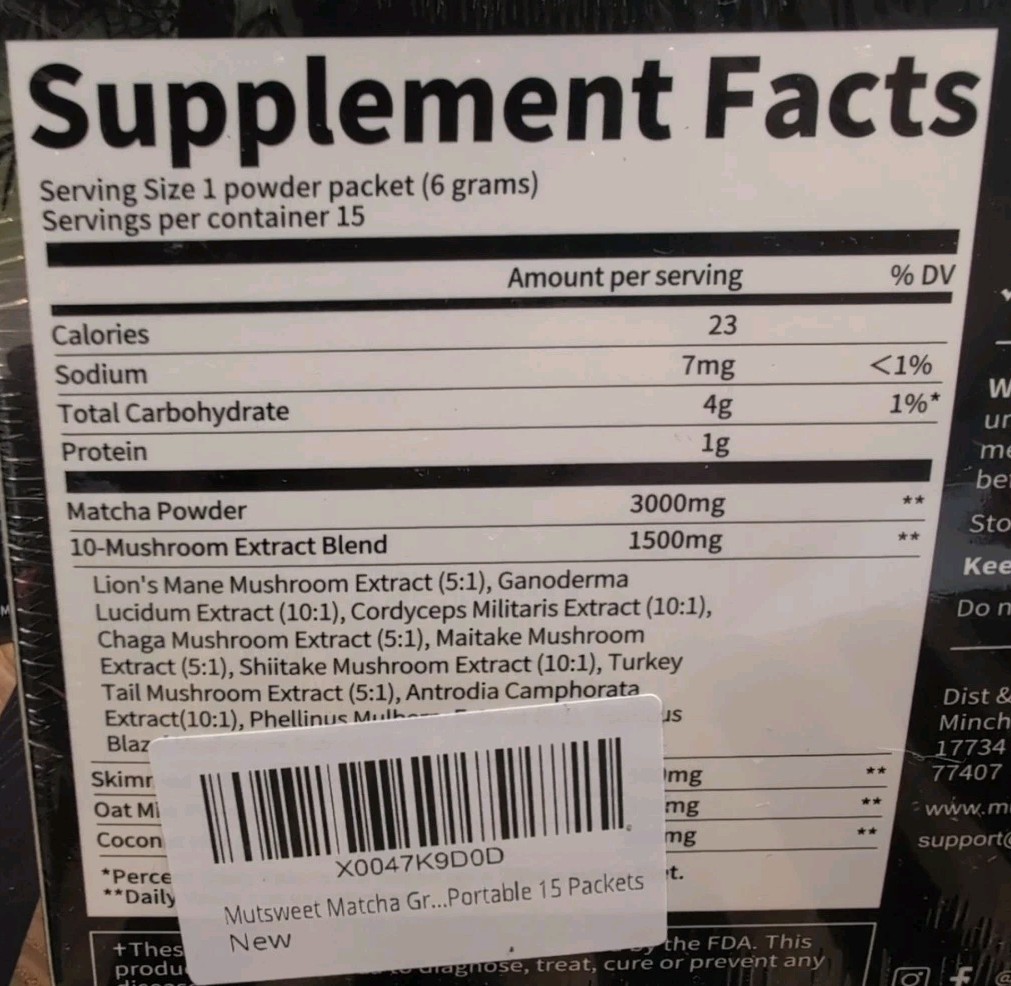 Supplement Facts
Serving Size 1 powder packet (6 grams)
Servings per container 15
Amount per serving % DV
Calories 23
Sodium 7mg <1%
Total Carbohydrate 4g 1%*
Protein 1g
Matcha Powder 3000mg **
10-Mushroom Extract Blend 1500mg **
Lion's Mane Mushroom Extract (5:1), Ganoderma
Lucidum Extract (10:1), Cordyceps Militaris Extract (10:1),
Chaga Mushroom Extract (5:1), Maitake Mushroom
Extract (5:1), Shiitake Mushroom Extract (10:1), Turkey
Tail Mushroom Extract (5:1), Antrodia Camphorata
Extract(10:1), Phellinus
mg **
Oat mg **
mg **
X0047K9D0D
Mutsweet Matcha Gr...Portable 15 Packets
New
**Daily
the FDA. This
diagnose, treat, cure or prevent any
Dist &
17734
77407